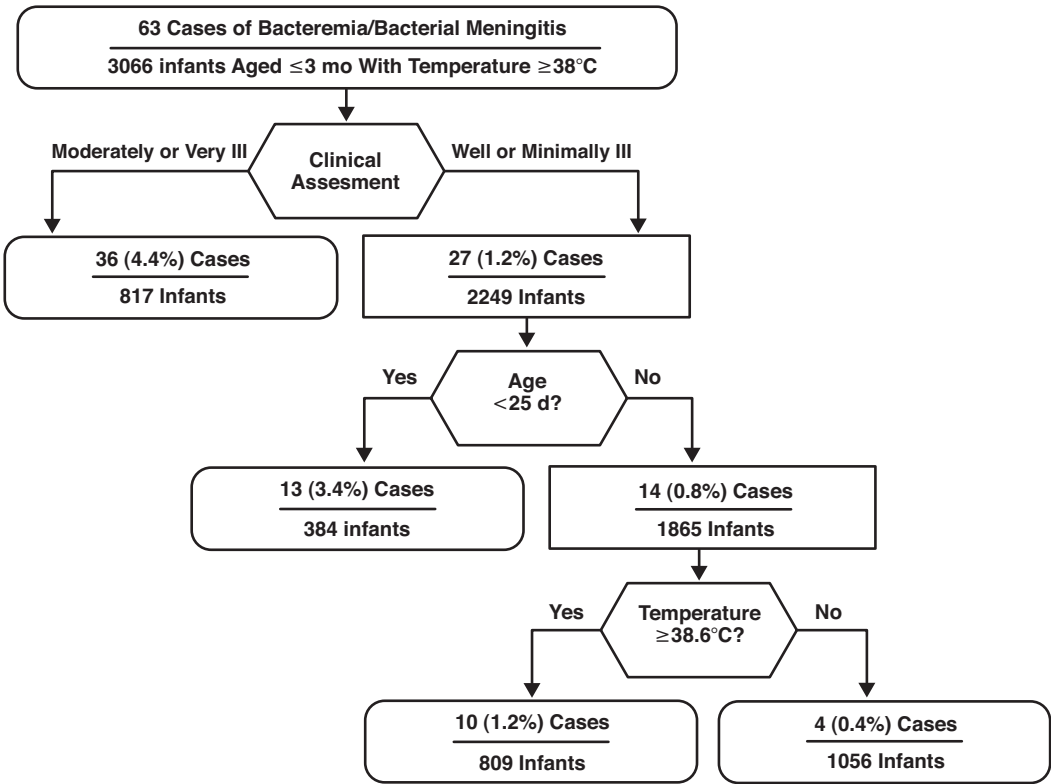 63 Cases of Bacteremia/Bacterial Meningitis
3066 infants Aged ≤3 mo With Temperature ≥38°C
Moderately or Very Ill
Clinical
Assesment
Well or Minimally Ill
36 (4.4%) Cases
817 Infants
27 (1.2%) Cases
2249 Infants
Yes
Age
<25 d?
No
13 (3.4%) Cases
384 infants
14 (0.8%) Cases
1865 Infants
Yes
Temperature
≥38.6°C?
No
10 (1.2%) Cases
809 Infants
4 (0.4%) Cases
1056 Infants